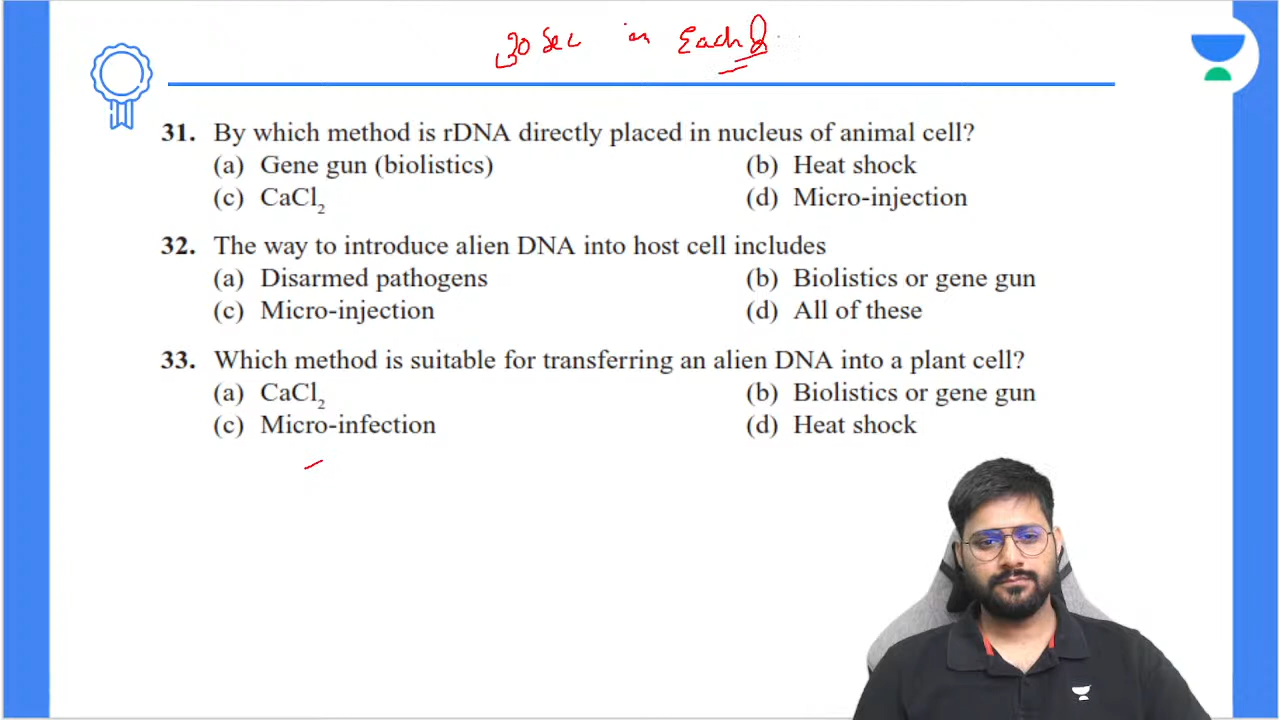 30 Sec in Each Q
31. By which method is rDNA directly placed in nucleus of animal cell?
(a) Gene gun (biolistics) (b) Heat shock
(c) CaCl₂ (d) Micro-injection
32. The way to introduce alien DNA into host cell includes
(a) Disarmed pathogens (b) Biolistics or gene gun
(c) Micro-injection (d) All of these
33. Which method is suitable for transferring an alien DNA into a plant cell?
(a) CaCl₂ (b) Biolistics or gene gun
(c) Micro-infection (d) Heat shock